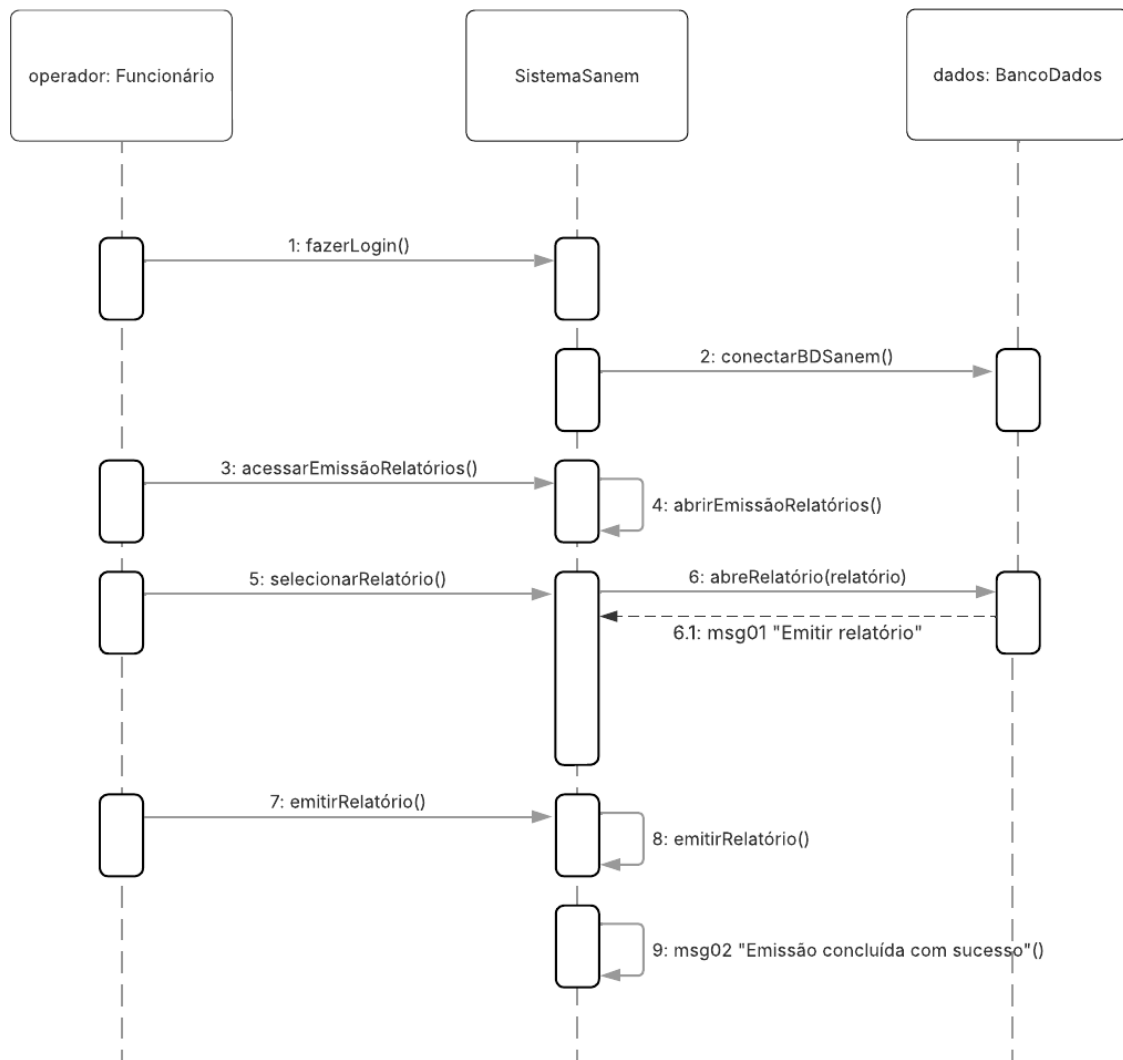 operador: Funcionário
SistemaSanem
dados: BancoDados
1: fazerLogin()
2: conectarBDSanem()
3: acessarEmissãoRelatórios()
4: abrirEmissãoRelatórios()
5: selecionarRelatório()
6: abreRelatório(relatório)
6.1: msg01 "Emitir relatório"
7: emitirRelatório()
8: emitirRelatório()
9: msg02 "Emissão concluída com sucesso"()